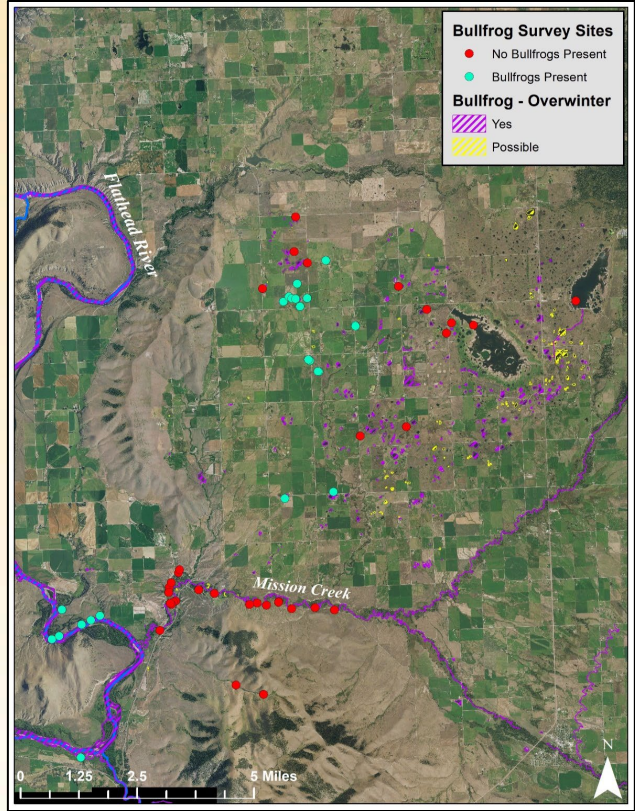 Bullfrog Survey Sites
No Bullfrogs Present
Bullfrogs Present
Bullfrog - Overwinter
Yes
Possible
Flathead River
Mission Creek
N
0 1.25 2.5 5 Miles